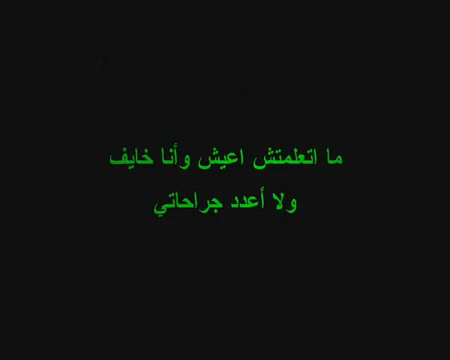 ما اتعلمتش اعيش وأنا خايف
ولا أعدد جراحاتي